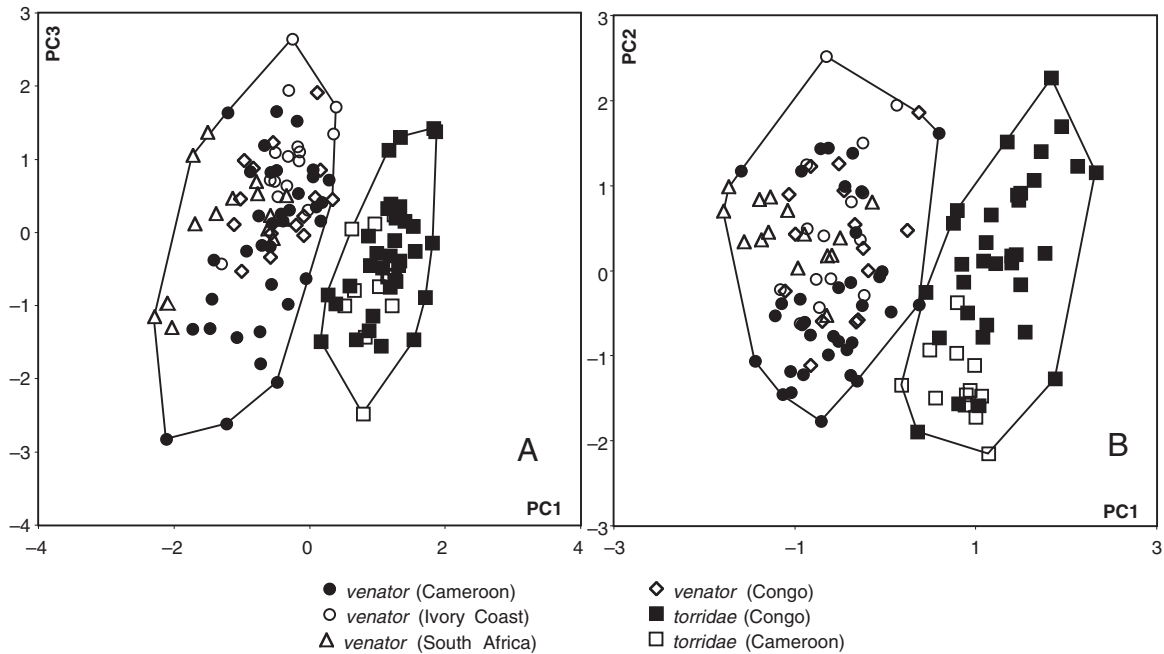 PC3
3
2
1
0
−1
−2
−3
−4
−4
−2
0
2
4
PC1
A
PC2
3
2
1
0
−1
−2
−3
−3
−1
1
3
PC1
B
venator (Cameroon)
venator (Ivory Coast)
venator (South Africa)
venator (Congo)
torridae (Congo)
torridae (Cameroon)